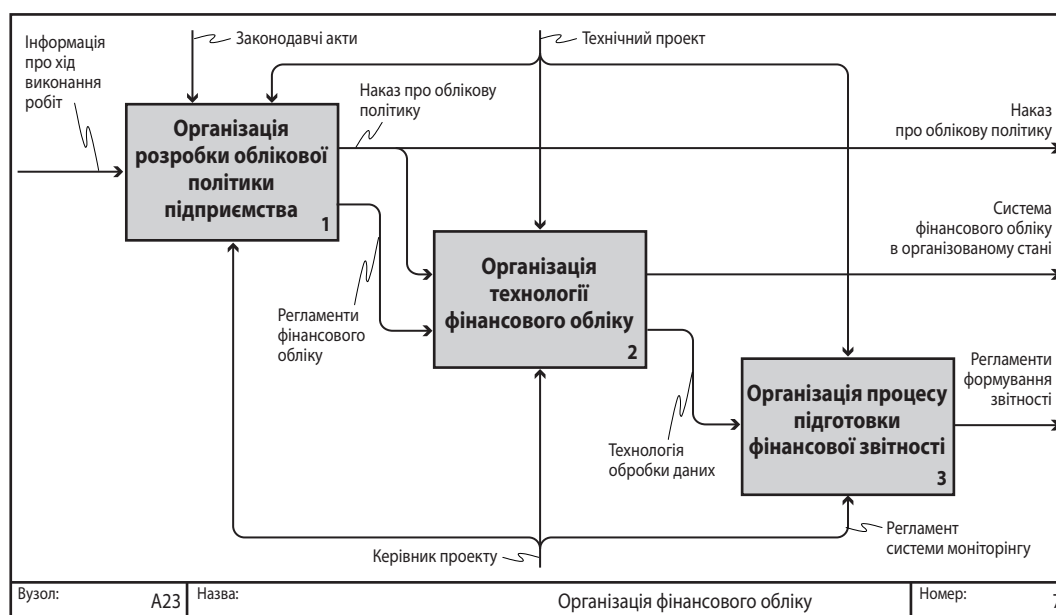 Інформація
про хід
виконання
робіт
Законодавчі акти
Технічний проект
Наказ про облікову
політику
Наказ
про облікову політику
Організація
розробки облікової
політики
підприємства
1
Система
фінансового обліку
в організованому стані
Організація
технології
фінансового обліку
2
Регламенти
фінансового
обліку
Регламенти
формування
звітності
Організація процесу
підготовки
фінансової звітності
3
Технологія
обробки даних
Керівник проекту
Регламент
системи моніторінгу
Вузол: А23 Назва: Організація фінансового обліку Номер: